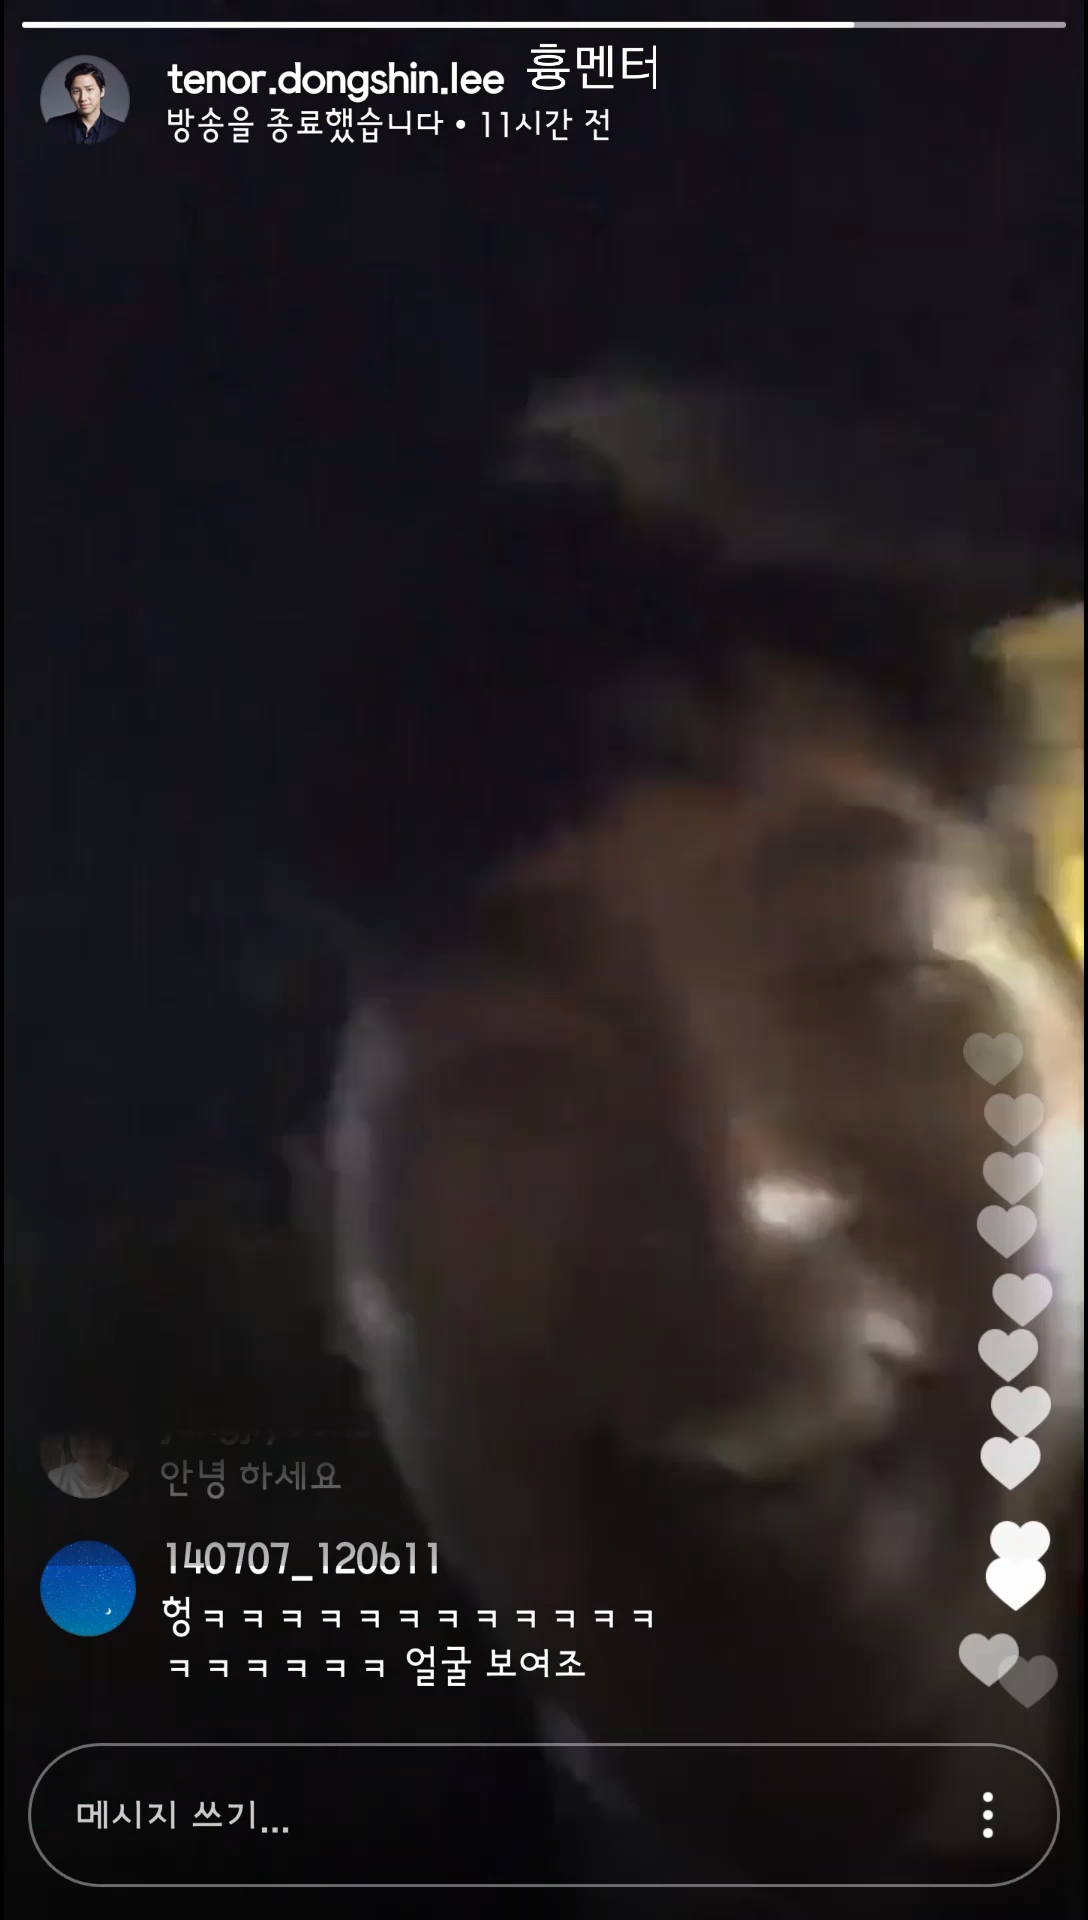 tenor.dongshin.lee 흉멘터
방송을 종료했습니다 • 11시간 전
안녕 하세요
140707_120611
헝ㅋㅋㅋㅋㅋㅋㅋㅋㅋㅋㅋㅋ
ㅋㅋㅋㅋㅋㅋ 얼굴 보여조
메시지 쓰기...